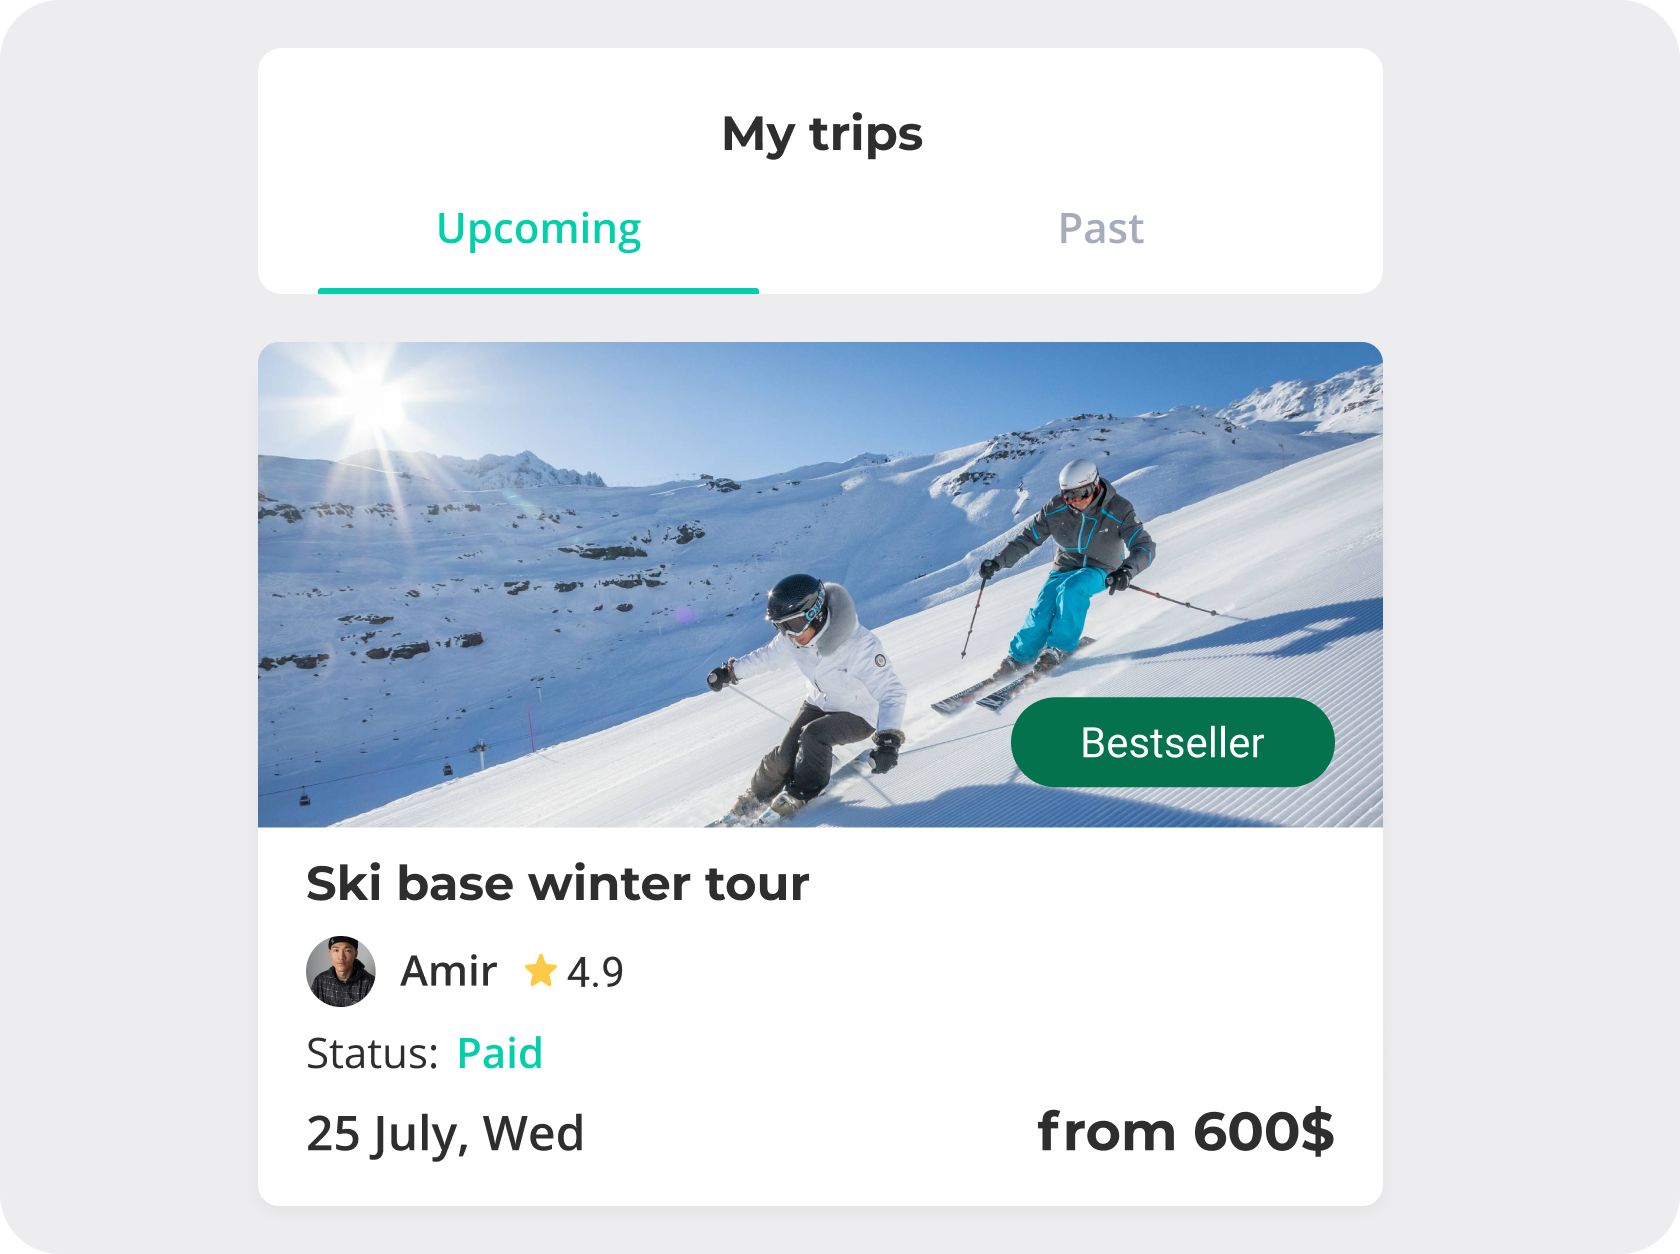 My trips
Upcoming Past
Bestseller
Ski base winter tour
Amir 4.9
Status: Paid
25 July, Wed from 600$